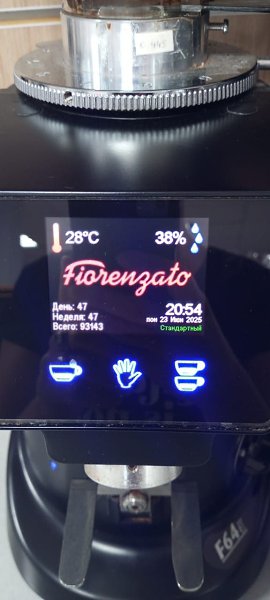 28°C 38%
Fiorenzato
День: 47
Неделя: 47
Всего: 93143
20:54
пон 23 Июн 2025
Стандартный
F64